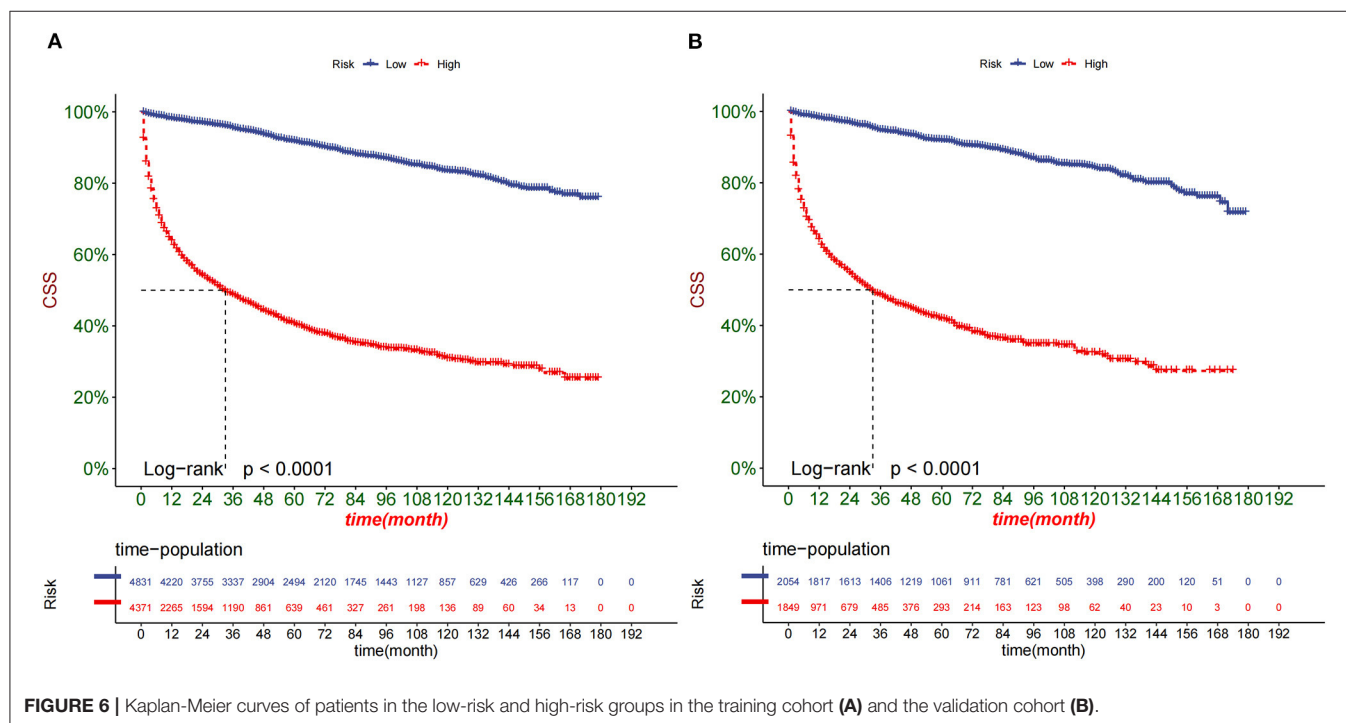 A
Risk Low High
100%
80%
60%
40%
20%
0%
CSS
Log-rank p < 0.0001
0 12 24 36 48 60 72 84 96 108 120 132 144 156 168 180 192
time(month)
time-population
Risk
4831 4220 3755 3337 2904 2494 2120 1745 1443 1127 857 629 426 266 117 0 0
4371 2265 1594 1190 861 639 461 327 261 198 136 89 60 34 13 0 0
0 12 24 36 48 60 72 84 96 108 120 132 144 156 168 180 192
time(month)
B
Risk Low High
100%
80%
60%
40%
20%
0%
CSS
Log-rank p < 0.0001
0 12 24 36 48 60 72 84 96 108 120 132 144 156 168 180 192
time(month)
time-population
Risk
2054 1817 1613 1406 1219 1061 911 781 621 505 398 290 200 120 51 0 0
1849 971 679 485 376 293 214 163 123 98 62 40 23 10 3 0 0
0 12 24 36 48 60 72 84 96 108 120 132 144 156 168 180 192
time(month)
FIGURE 6 | Kaplan-Meier curves of patients in the low-risk and high-risk groups in the training cohort (A) and the validation cohort (B).